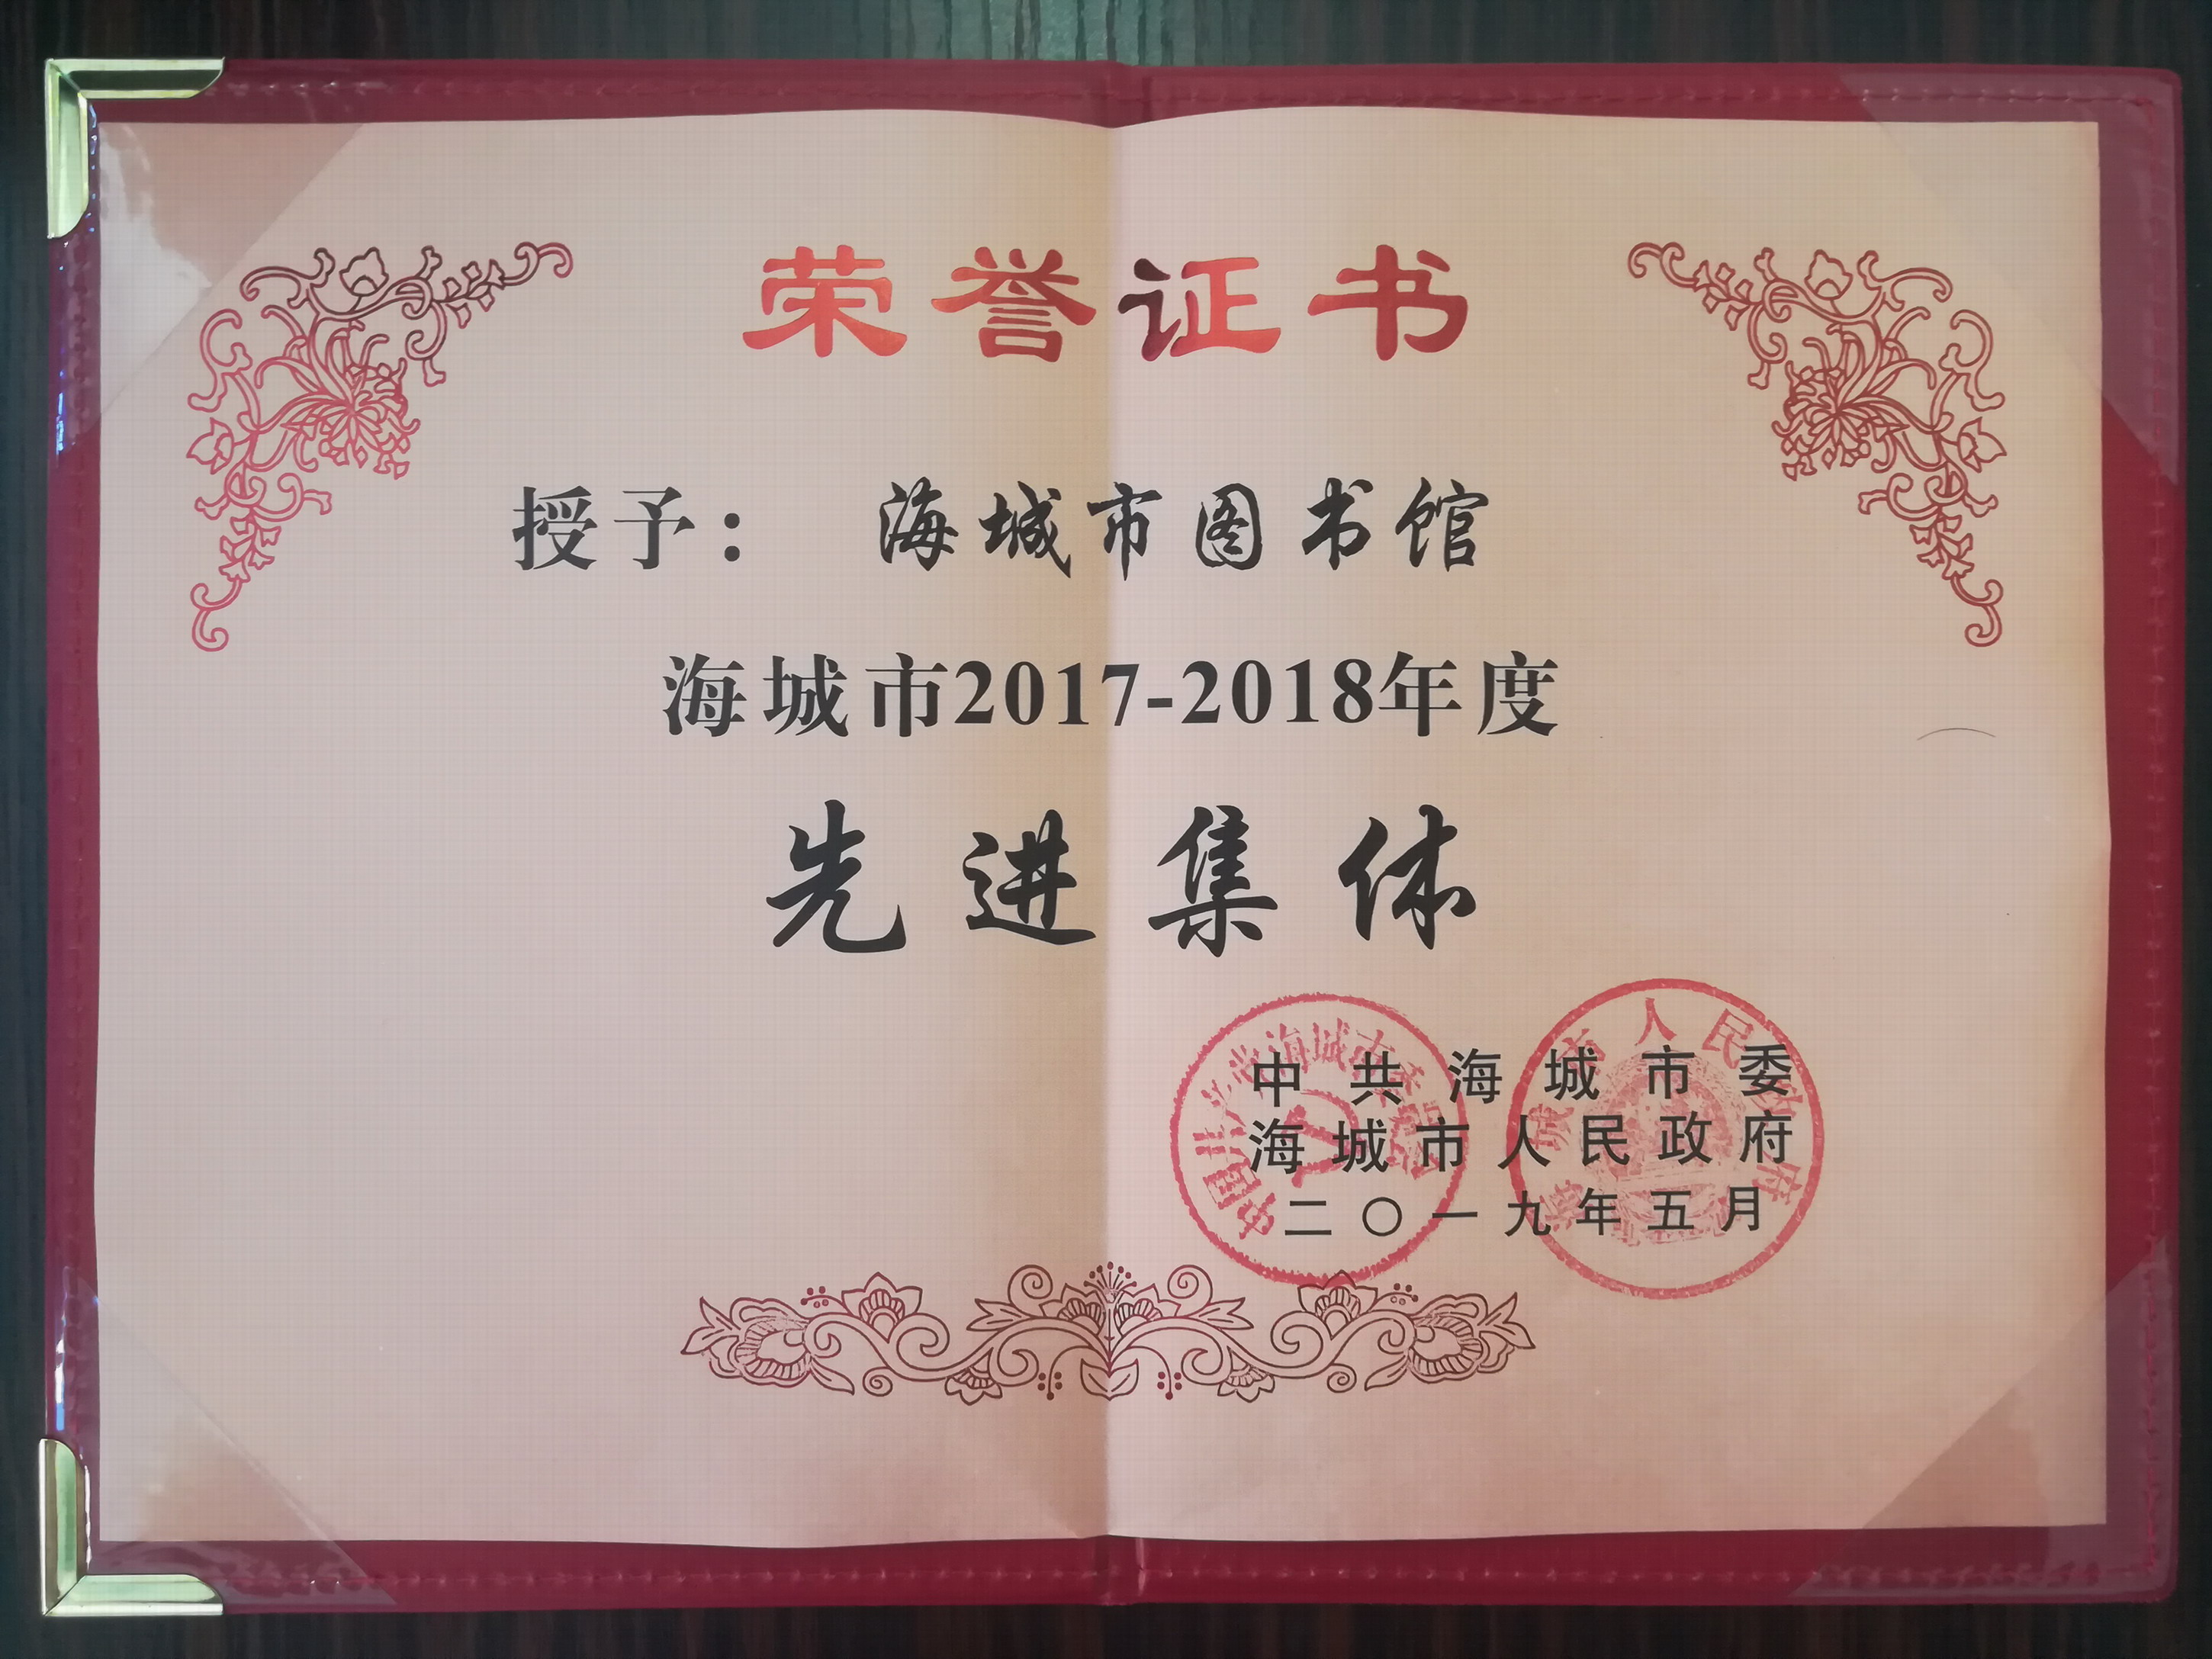 荣誉证书
授予：海城市图书馆
海城市2017-2018年度
先进集体
中共海城市委
海城市人民政府
二〇一九年五月